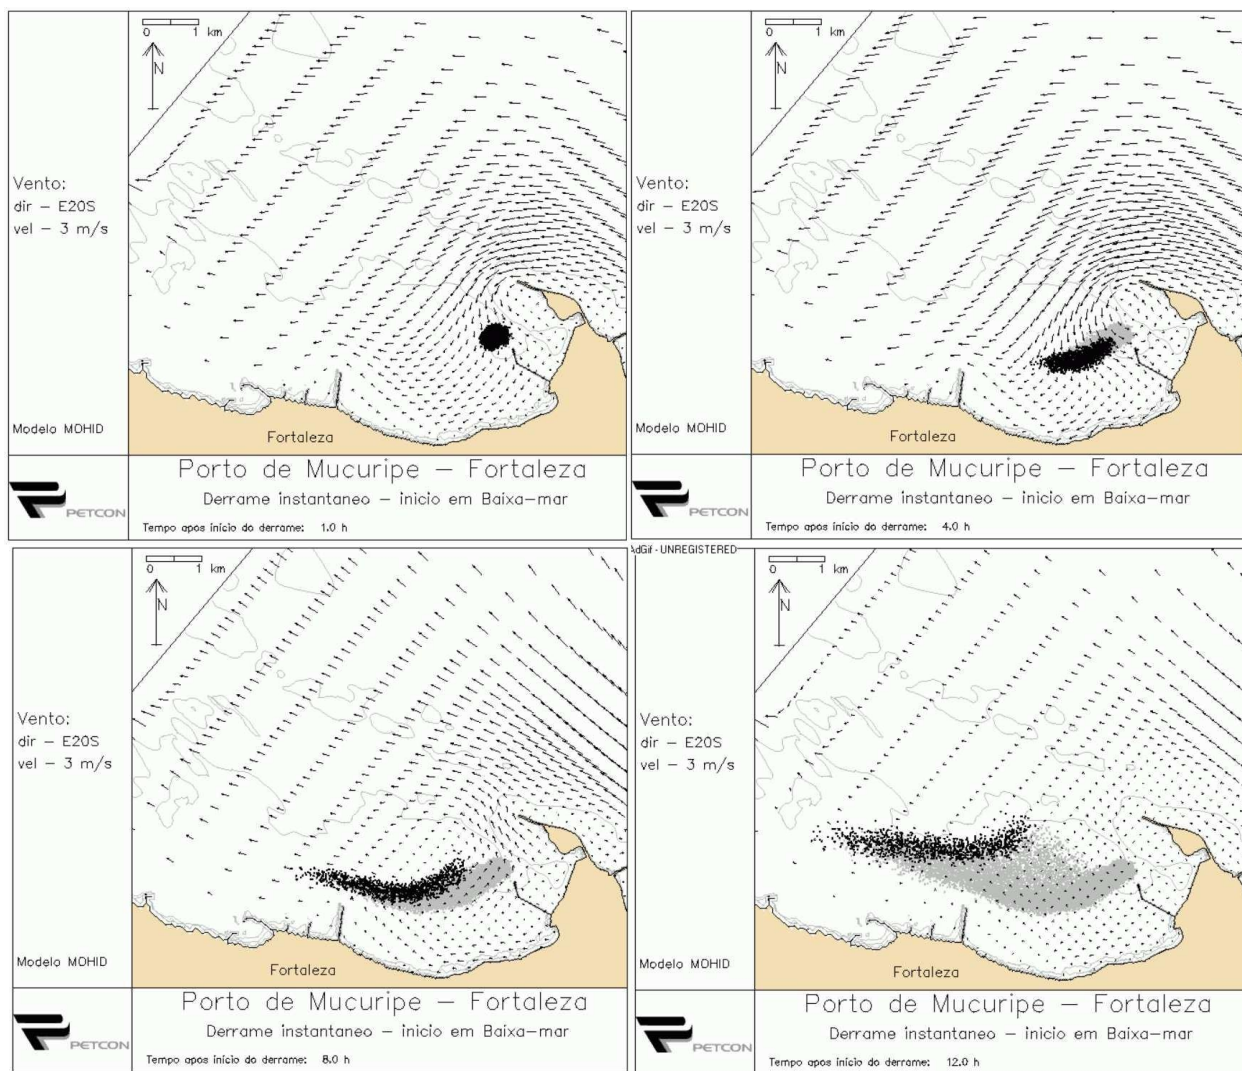 0 1 km
N
Vento:
dir - E20S
vel - 3 m/s
Modelo MOHID
Fortaleza
PETCON
Porto de Mucuripe - Fortaleza
Derrame instantaneo - inicio em Baixa-mar
Tempo apos inicio do derrame: 1.0 h
0 1 km
N
Vento:
dir - E20S
vel - 3 m/s
Modelo MOHID
Fortaleza
PETCON
Porto de Mucuripe - Fortaleza
Derrame instantaneo - inicio em Baixa-mar
Tempo apos inicio do derrame: 4.0 h
0 1 km
N
Vento:
dir - E20S
vel - 3 m/s
Modelo MOHID
Fortaleza
PETCON
Porto de Mucuripe - Fortaleza
Derrame instantaneo - inicio em Baixa-mar
Tempo apos inicio do derrame: 8.0 h
AdGif - UNREGISTERED
0 1 km
N
Vento:
dir - E20S
vel - 3 m/s
Modelo MOHID
Fortaleza
PETCON
Porto de Mucuripe - Fortaleza
Derrame instantaneo - inicio em Baixa-mar
Tempo apos inicio do derrame: 12.0 h